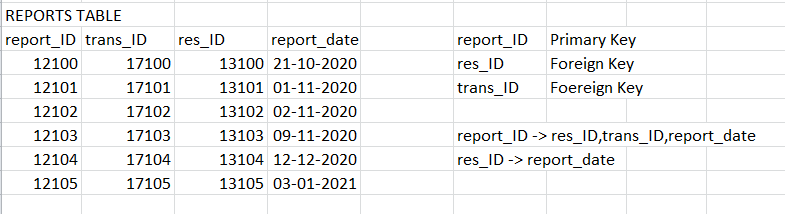 REPORTS TABLE
report_ID trans_ID res_ID report_date report_ID Primary Key
12100 17100 13100 21-10-2020 res_ID Foreign Key
12101 17101 13101 01-11-2020 trans_ID Foereign Key
12102 17102 13102 02-11-2020
12103 17103 13103 09-11-2020 report_ID -> res_ID,trans_ID,report_date
12104 17104 13104 12-12-2020 res_ID -> report_date
12105 17105 13105 03-01-2021